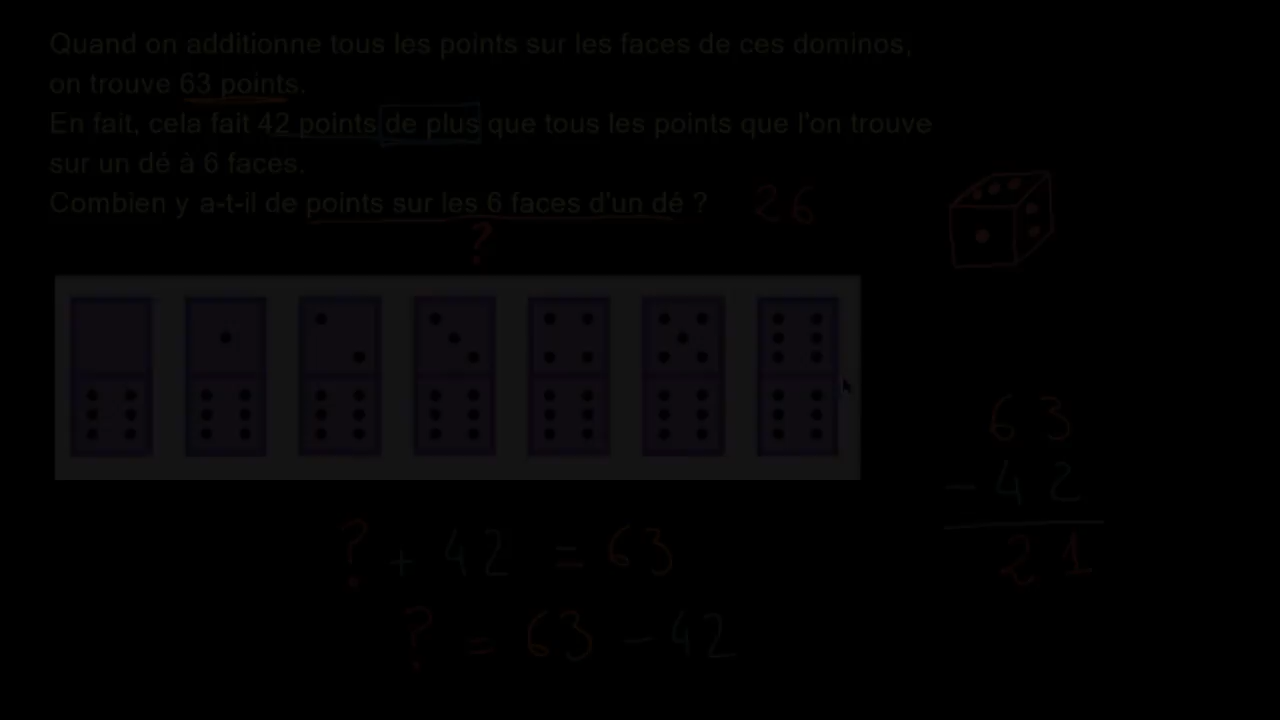 Quand on additionne tous les points sur les faces de ces dominos,
on trouve 63 points.
En fait, cela fait 42 points de plus que tous les points que l'on trouve
sur un dé à 6 faces.
Combien y a-t-il de points sur les 6 faces d'un dé ? 26
?
63
- 42
21
? + 42 = 63
? = 63 - 42